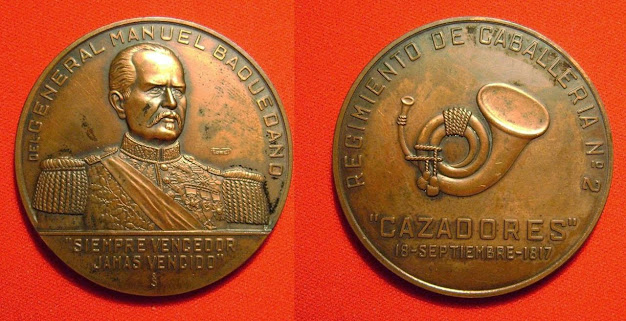 DEL GENERAL MANUEL BAQUEDANO
"SIEMPRE VENCEDOR
JAMAS VENCIDO"
REGIMIENTO DE CABALLERIA Nº 2
"CAZADORES"
18-SEPTIEMBRE-1817